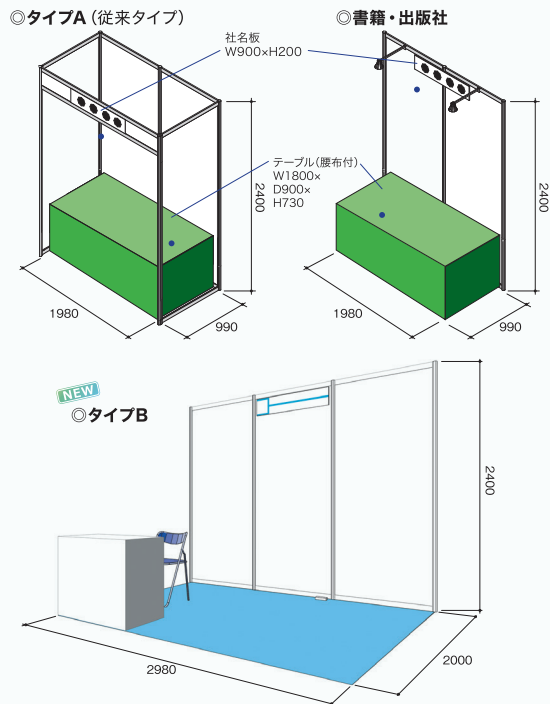 ◎タイプA（従来タイプ）
◎書籍・出版社
社名板
W900×H200
2400
2400
テーブル（腰布付）
W1800×
D900×
H730
1980
990
1980
990
NEW
◎タイプB
2400
2980
2000